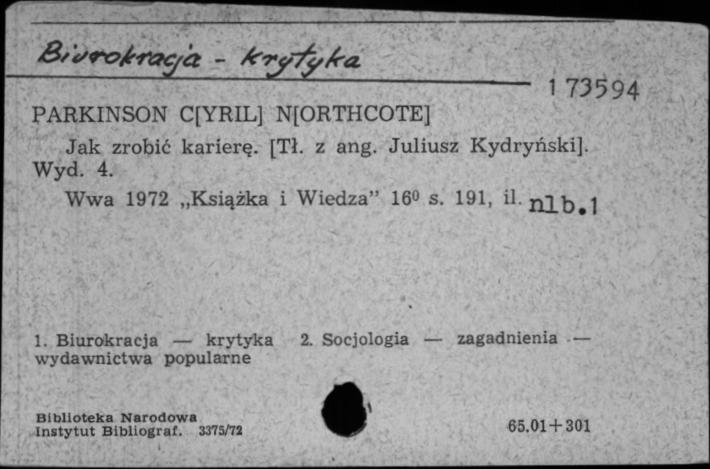 Biurokracja - krytyka
173594
PARKINSON C[YRIL] N[ORTHCOTE]
Jak zrobić karierę. [Tł. z ang. Juliusz Kydryński].
Wyd. 4.
Wwa 1972 „Książka i Wiedza” 16⁰ s. 191, il. nlb.1
1. Biurokracja — krytyka 2. Socjologia — zagadnienia —
wydawnictwa popularne
Biblioteka Narodowa
Instytut Bibliograf. 3375/72
65.01+301